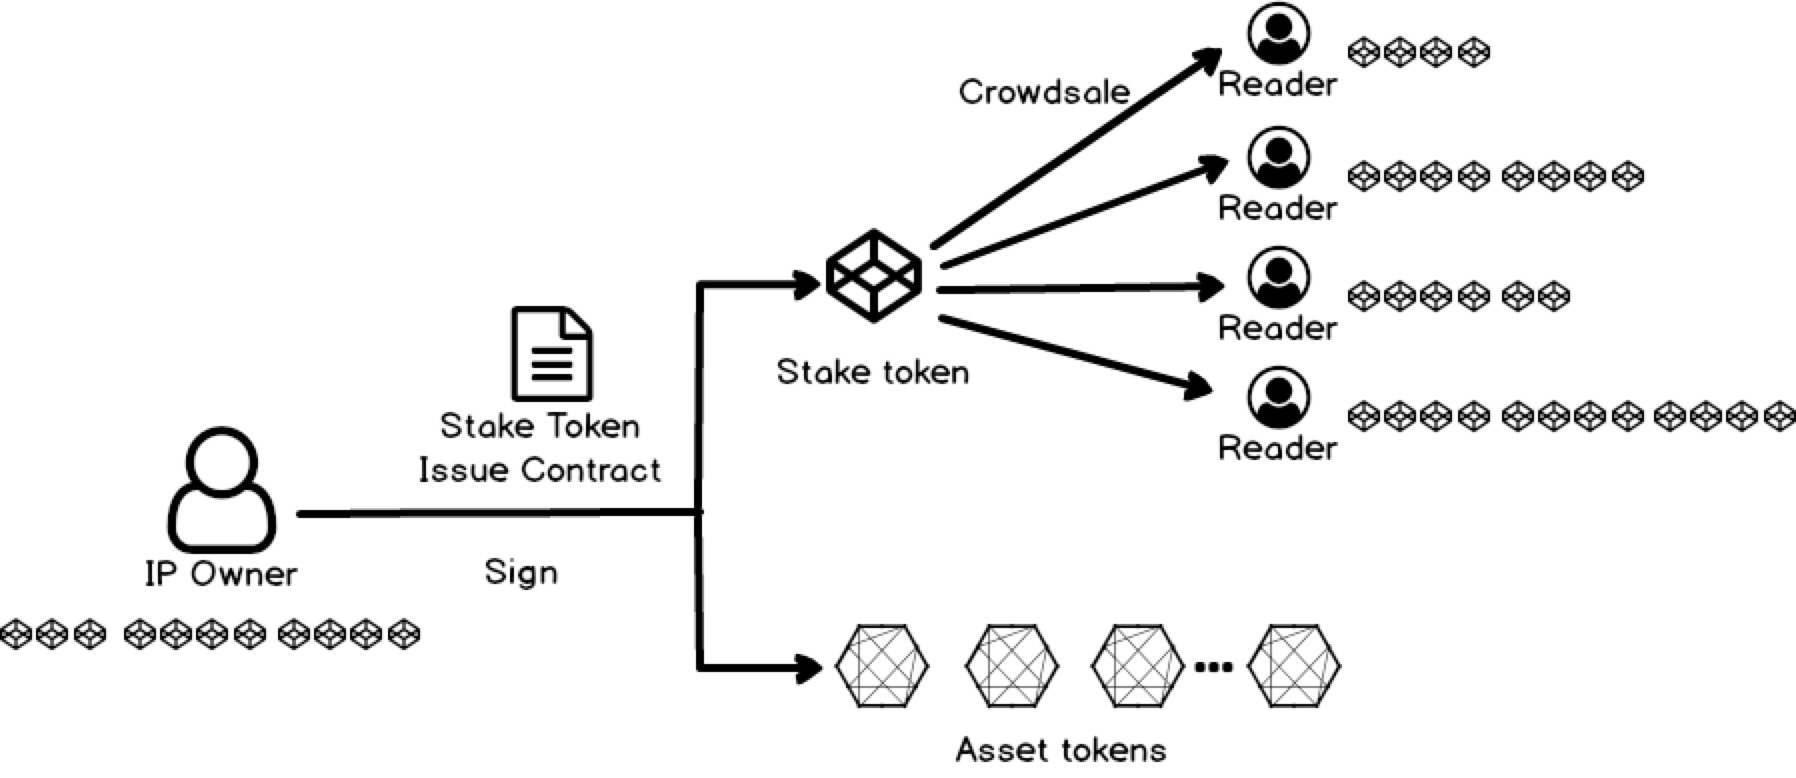 Crowdsale
Reader
Reader
Reader
Stake token
Reader
Stake Token
Issue Contract
IP Owner
Sign
Asset tokens